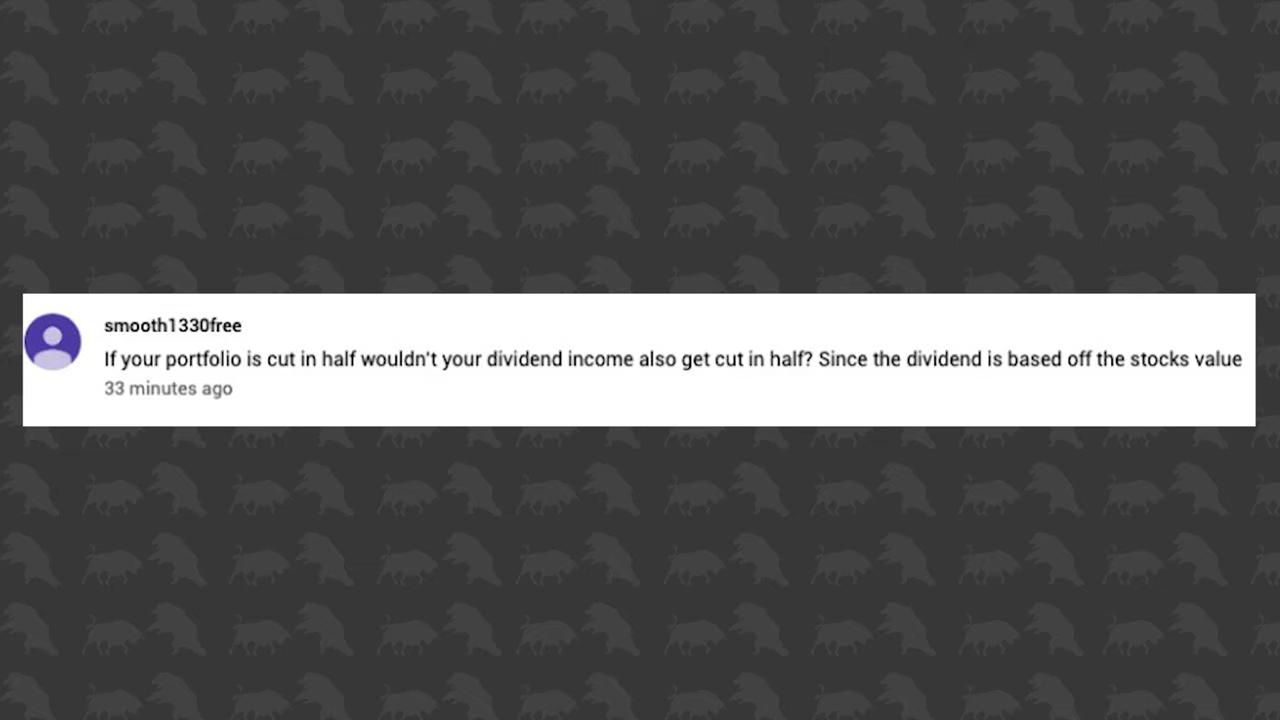 smooth1330free
If your portfolio is cut in half wouldn't your dividend income also get cut in half? Since the dividend is based off the stocks value
33 minutes ago